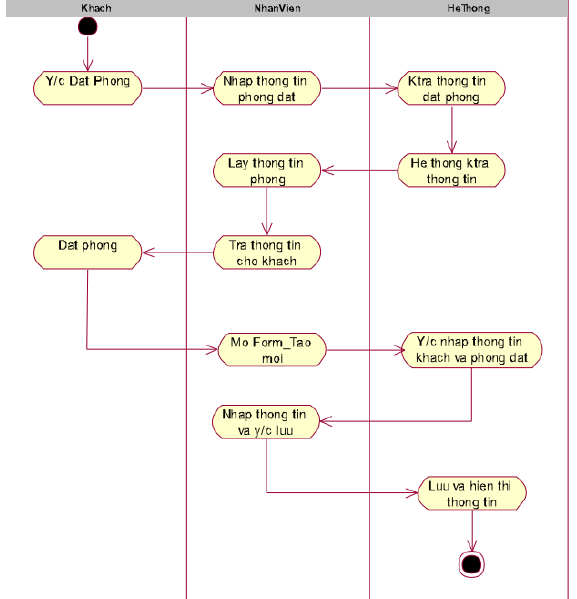 Khach
NhanVien
HeThong
Y/c Dat Phong
Nhap thong tin
phong dat
Ktra thong tin
dat phong
He thong ktra
thong tin
Lay thong tin
phong
Tra thong tin
cho khach
Dat phong
Mo Form_Tao
moi
Y/c nhap thong tin
khach va phong dat
Nhap thong tin
va y/c luu
Luu va hien thi
thong tin